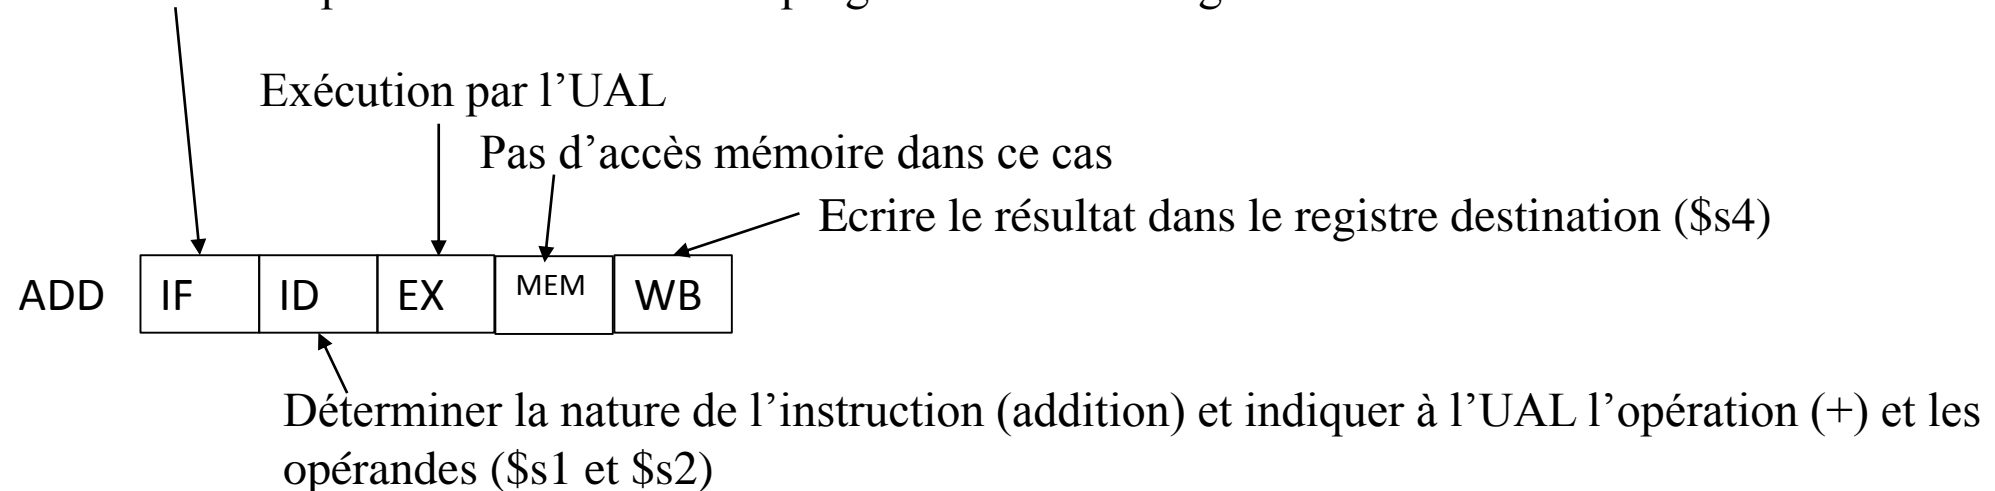 Exécution par l’UAL
Pas d’accès mémoire dans ce cas
Ecrire le résultat dans le registre destination ($s4)
ADD IF ID EX MEM WB
Déterminer la nature de l’instruction (addition) et indiquer à l’UAL l’opération (+) et les
opérandes ($s1 et $s2)